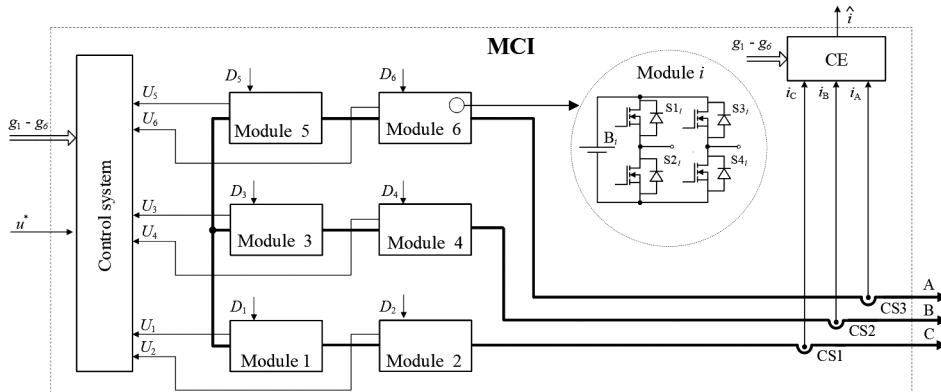 î
MCI
g1 - g6
CE
iC
iB
iA
Module i
S1i
S3i
Bi
S2i
S4i
D5
D6
U5
U6
Module 5
Module 6
g1 - g6
Control system
D3
D4
U3
U4
Module 3
Module 4
u*
D1
D2
U1
U2
Module 1
Module 2
A
CS3
B
CS2
C
CS1